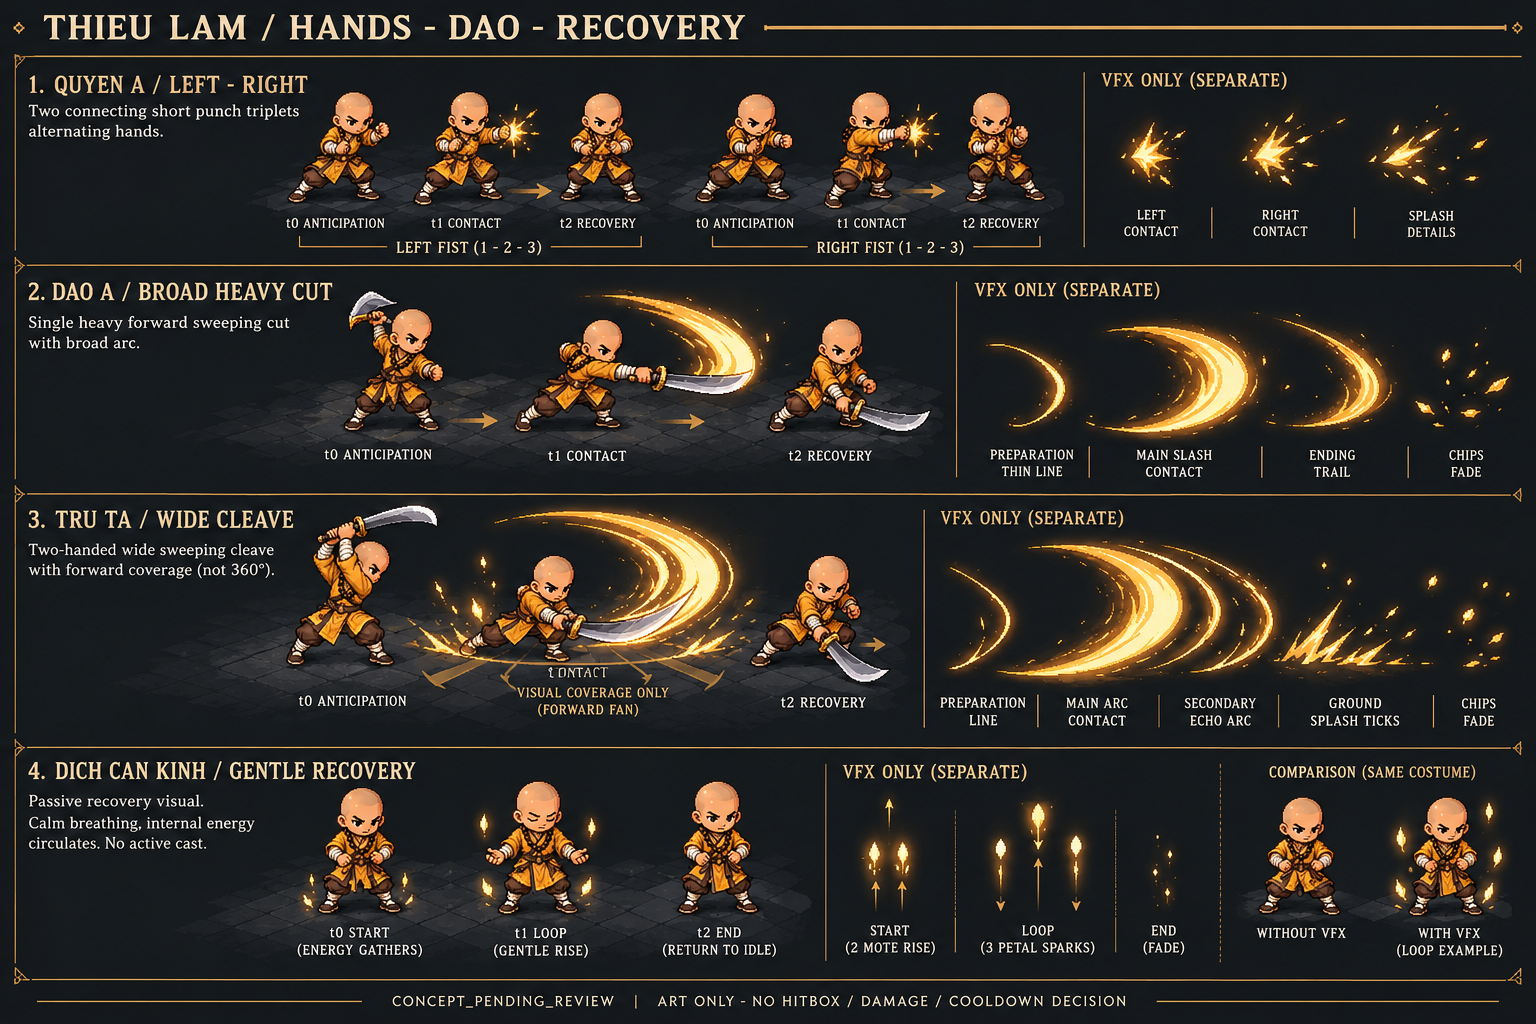 THIEU LAM / HANDS - DAO - RECOVERY
1. QUYEN A / LEFT - RIGHT
Two connecting short punch triplets
alternating hands.
t0 ANTICIPATION
t1 CONTACT
t2 RECOVERY
LEFT FIST (1 - 2 - 3)
t0 ANTICIPATION
t1 CONTACT
t2 RECOVERY
RIGHT FIST (1 - 2 - 3)
VFX ONLY (SEPARATE)
LEFT
CONTACT
RIGHT
CONTACT
SPLASH
DETAILS
2. DAO A / BROAD HEAVY CUT
Single heavy forward sweeping cut
with broad arc.
t0 ANTICIPATION
t1 CONTACT
t2 RECOVERY
VFX ONLY (SEPARATE)
PREPARATION
THIN LINE
MAIN SLASH
CONTACT
ENDING
TRAIL
CHIPS
FADE
3. TRU TA / WIDE CLEAVE
Two-handed wide sweeping cleave
with forward coverage (not 360°).
t0 ANTICIPATION
CONTACT
VISUAL COVERAGE ONLY
(FORWARD FAN)
t2 RECOVERY
VFX ONLY (SEPARATE)
PREPARATION
LINE
MAIN ARC
CONTACT
SECONDARY
ECHO ARC
GROUND
SPLASH TICKS
CHIPS
FADE
4. DICH CAN KINH / GENTLE RECOVERY
Passive recovery visual.
Calm breathing, internal energy
circulates. No active cast.
t0 START
(ENERGY GATHERS)
t1 LOOP
(GENTLE RISE)
t2 END
(RETURN TO IDLE)
VFX ONLY (SEPARATE)
START
(2 MOTE RISE)
LOOP
(3 PETAL SPARKS)
END
(FADE)
COMPARISON (SAME COSTUME)
WITHOUT VFX
WITH VFX
(LOOP EXAMPLE)
CONCEPT_PENDING_REVIEW | ART ONLY - NO HITBOX / DAMAGE / COOLDOWN DECISION